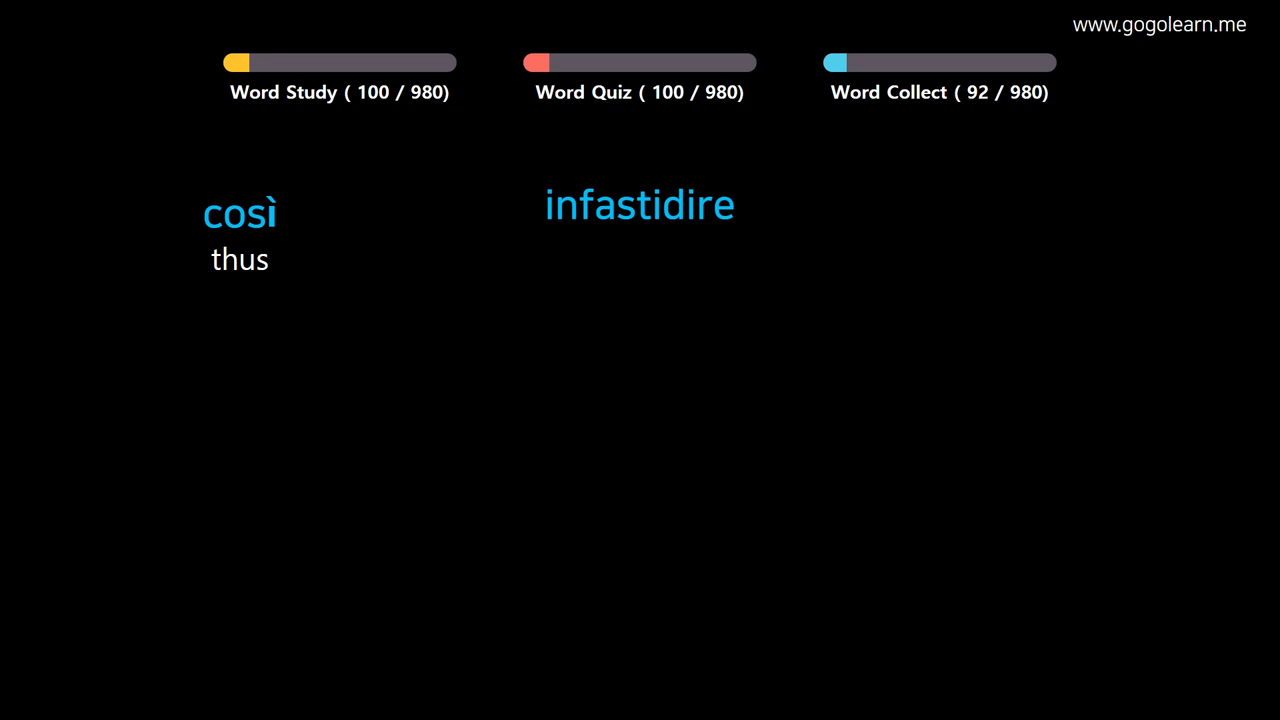 www.gogolearn.me
Word Study ( 100 / 980)
Word Quiz ( 100 / 980)
Word Collect ( 92 / 980)
così
thus
infastidire